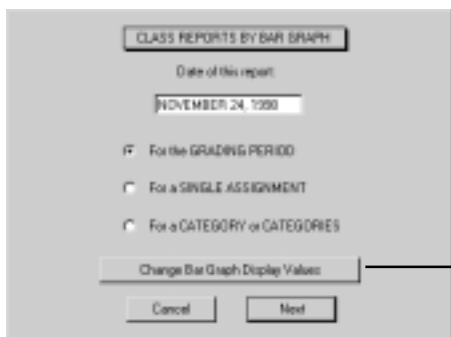 CLASS REPORTS BY BAR GRAPH
Date of this report:
NOVEMBER 24, 1998
For the GRADING PERIOD
For a SINGLE ASSIGNMENT
For a CATEGORY or CATEGORIES
Change Bar Graph Display Values
Cancel Next